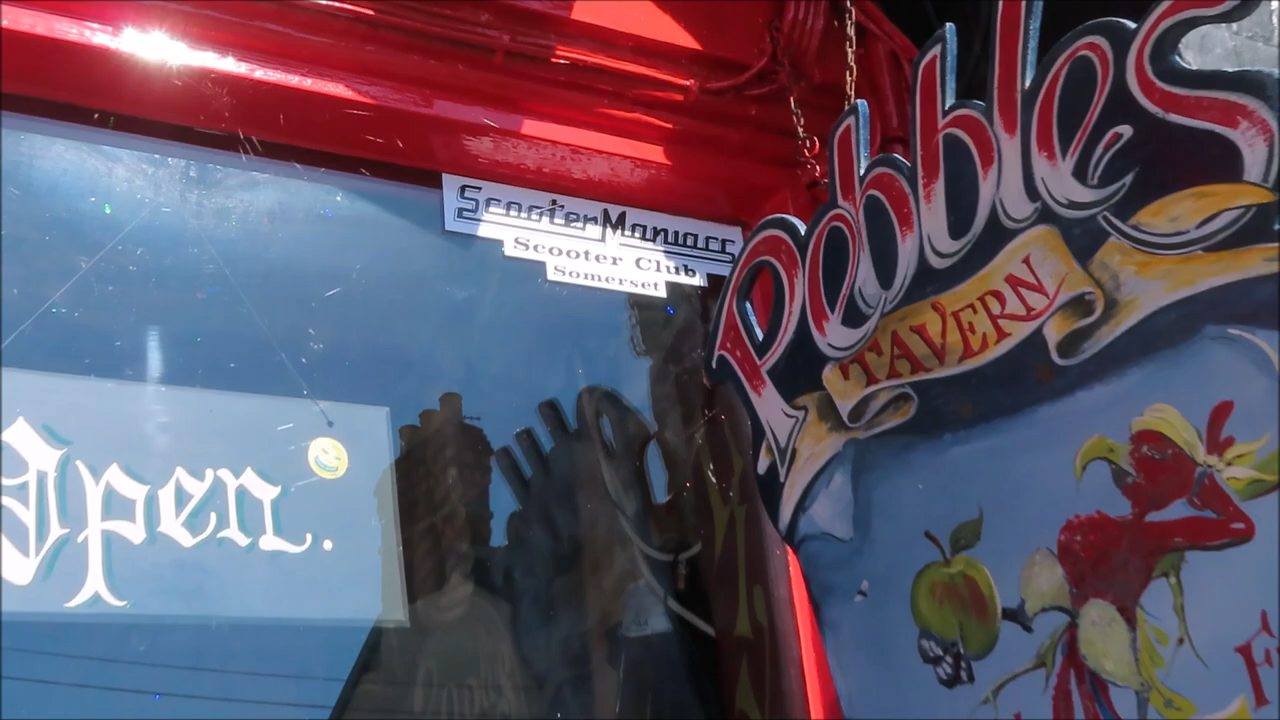 ScooterManiacs
Scooter Club
Somerset
Open.
Pebbles
TAVERN